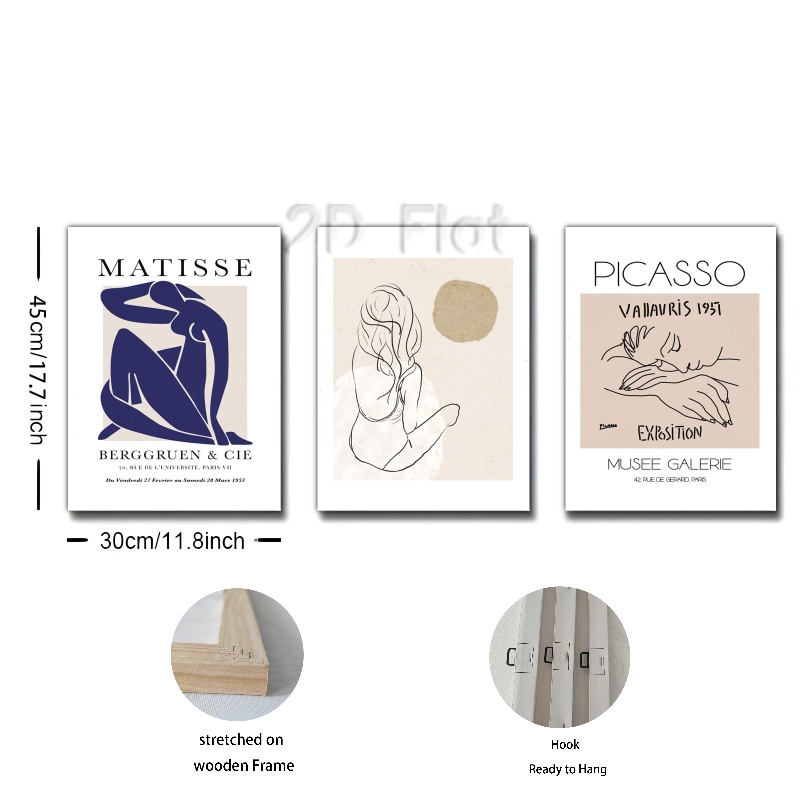 2D Flat
45cm/17.7inch
30cm/11.8inch
MATISSE
BERGGRUEN & CIE
70, RUE DE L'UNIVERSITE, PARIS-VII
Du Vendredi 27 Fevrier au Samedi 28 Mars 1953
PICASSO
VAllAURIS 1957
Picasso
EXPOSITION
MUSEE GALERIE
42. RUE DE GERARD, PARIS
stretched on
wooden Frame
Hook
Ready to Hang